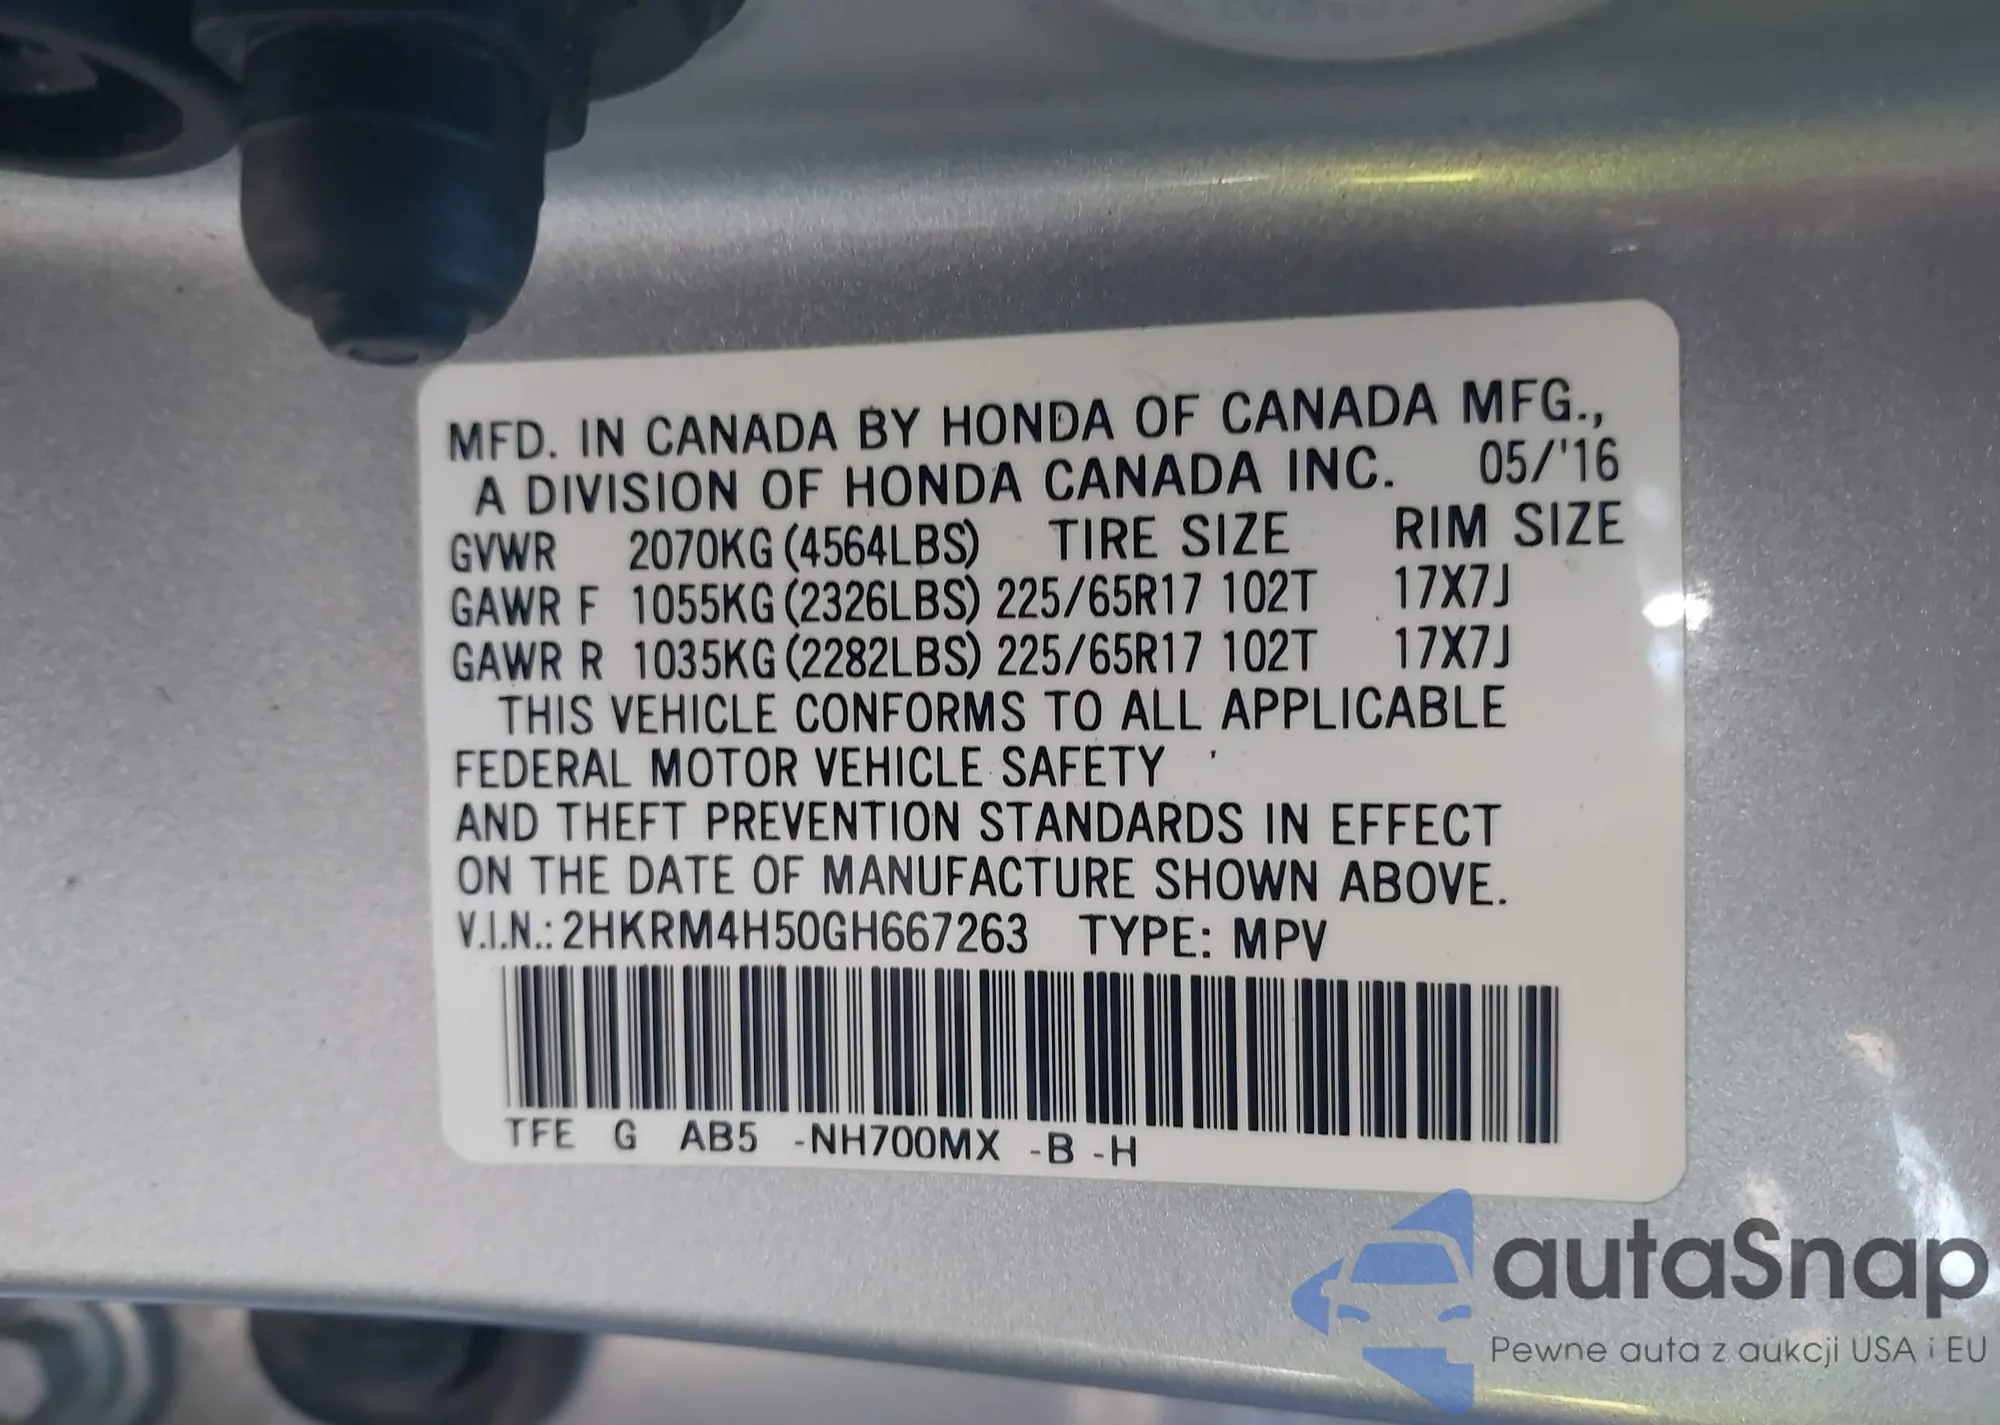 MFD. IN CANADA BY HONDA OF CANADA MFG.,
A DIVISION OF HONDA CANADA INC. 05/'16
GVWR 2070KG (4564LBS) TIRE SIZE RIM SIZE
GAWR F 1055KG (2326LBS) 225/65R17 102T 17X7J
GAWR R 1035KG (2282LBS) 225/65R17 102T 17X7J
THIS VEHICLE CONFORMS TO ALL APPLICABLE
FEDERAL MOTOR VEHICLE SAFETY
AND THEFT PREVENTION STANDARDS IN EFFECT
ON THE DATE OF MANUFACTURE SHOWN ABOVE.
V.I.N.: 2HKRM4H50GH667263 TYPE: MPV
TFE G AB5 -NH700MX -B -H
autaSnap
Pewne auta z aukcji USA i EU